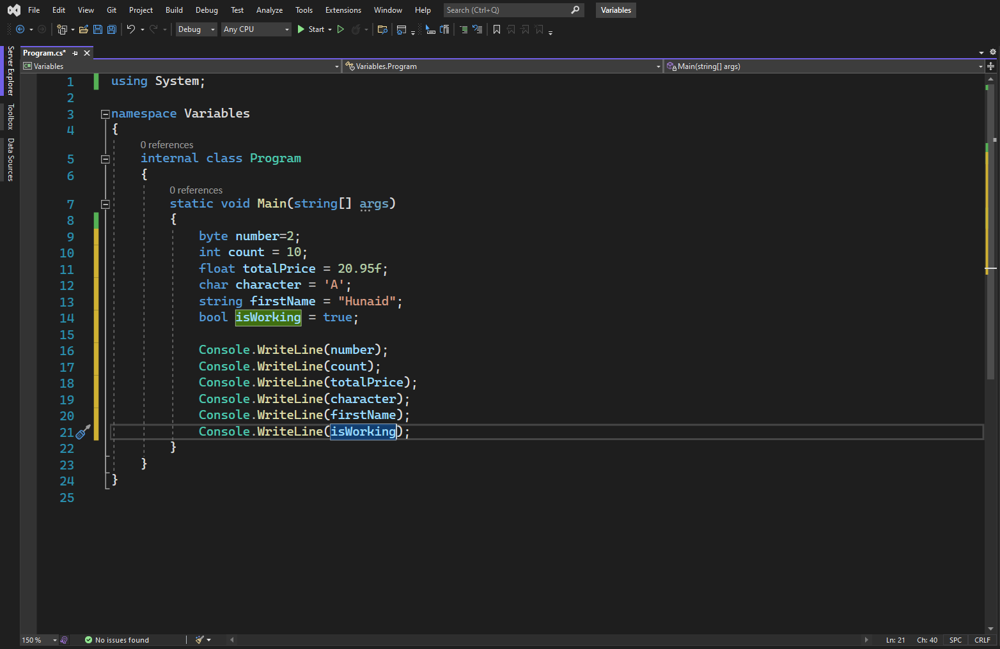 File Edit View Git Project Build Debug Test Analyze Tools Extensions Window Help Search (Ctrl+Q) Variables
Debug Any CPU Start
Server Explorer
Toolbox
Data Sources
Program.cs*
C# Variables Variables.Program Main(string[] args)
1 using System;
2
3 namespace Variables
4 {
0 references
5 internal class Program
6 {
0 references
7 static void Main(string[] args)
8 {
9 byte number=2;
10 int count = 10;
11 float totalPrice = 20.95f;
12 char character = 'A';
13 string firstName = "Hunaid";
14 bool isWorking = true;
15
16 Console.WriteLine(number);
17 Console.WriteLine(count);
18 Console.WriteLine(totalPrice);
19 Console.WriteLine(character);
20 Console.WriteLine(firstName);
21 Console.WriteLine(isWorking);
22 }
23 }
24 }
25
150 % No issues found Ln: 21 Ch: 40 SPC CRLF